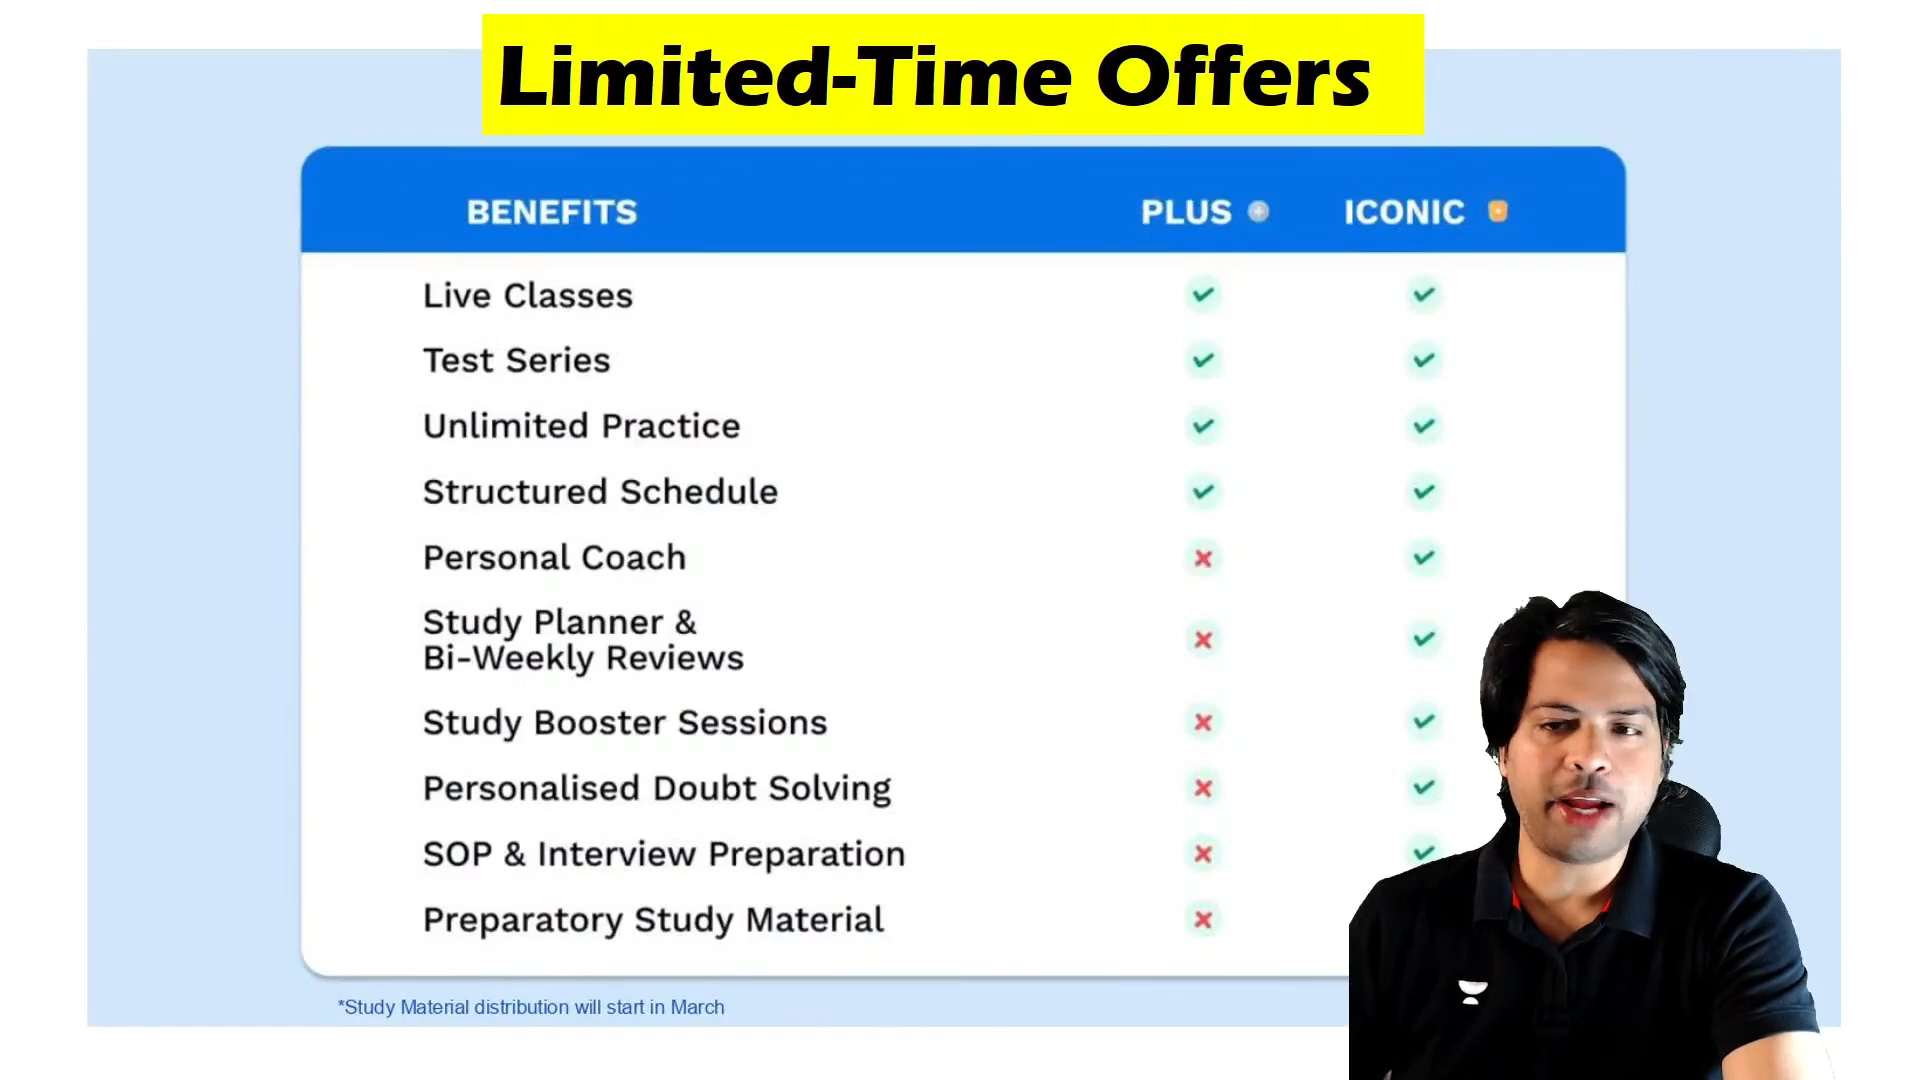 Limited-Time Offers
BENEFITS PLUS ICONIC
Live Classes
Test Series
Unlimited Practice
Structured Schedule
Personal Coach
Study Planner &
Bi-Weekly Reviews
Study Booster Sessions
Personalised Doubt Solving
SOP & Interview Preparation
Preparatory Study Material
*Study Material distribution will start in March